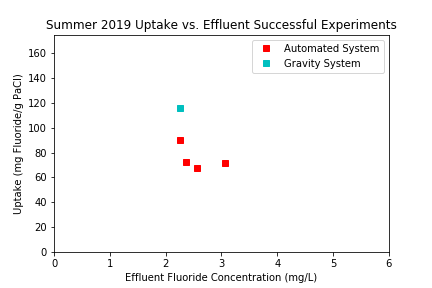 Summer 2019 Uptake vs. Effluent Successful Experiments
Automated System
Gravity System
Uptake (mg Fluoride/g PaCl)
160
140
120
100
80
60
40
20
0
0 1 2 3 4 5 6
Effluent Fluoride Concentration (mg/L)